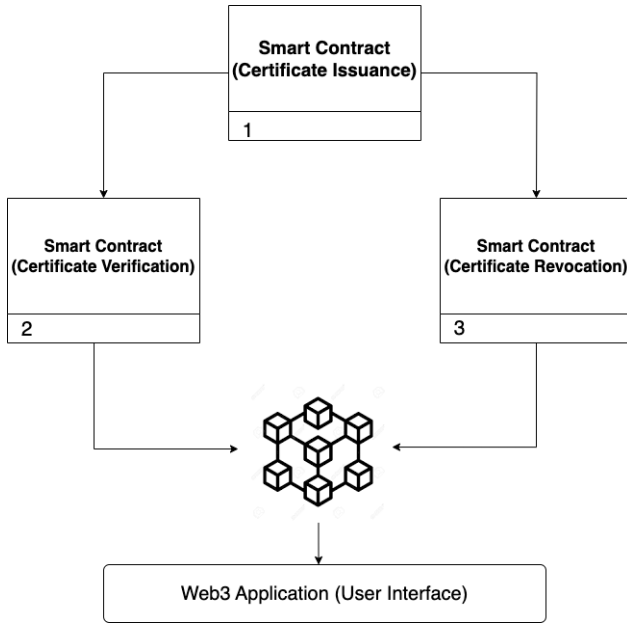 Smart Contract
(Certificate Issuance)
1
Smart Contract
(Certificate Verification)
2
Smart Contract
(Certificate Revocation)
3
Web3 Application (User Interface)